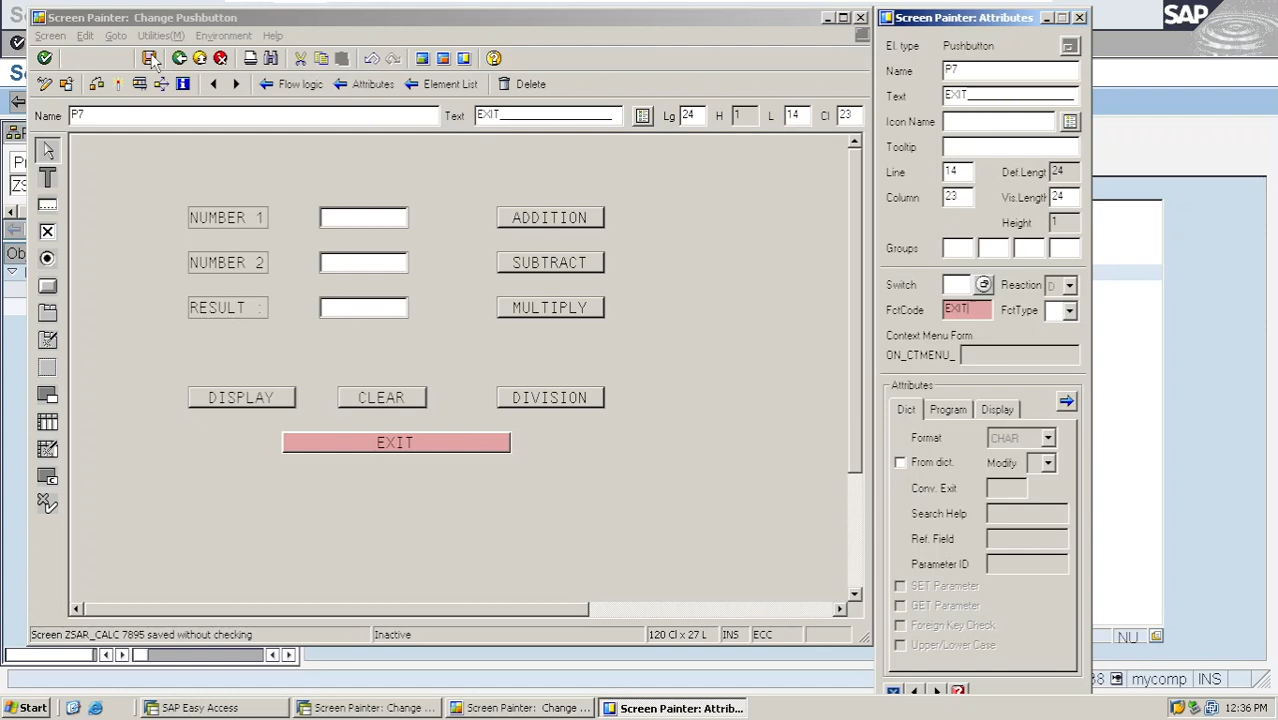 Screen Painter: Change Pushbutton
Screen Edit Goto Utilities(M) Environment Help
Flow logic Attributes Element List Delete
Name P7 Text EXIT Lg 24 H 1 L 14 Cl 23
NUMBER 1 ADDITION
NUMBER 2 SUBTRACT
RESULT : MULTIPLY
DISPLAY CLEAR DIVISION
EXIT
Screen ZSAR_CALC 7895 saved without checking Inactive 120 Cl x 27 L INS ECC
Screen Painter: Attributes
El. type Pushbutton
Name P7
Text EXIT
Icon Name
Tooltip
Line 14 Def.Lengt 24
Column 23 Vis.Length 24
Height 1
Groups
Switch Reaction D
FctCode EXIT FctType
Context Menu Form
ON_CTMENU_
Attributes
Dict Program Display
Format CHAR
From dict. Modify
Conv. Exit
Search Help
Ref. Field
Parameter ID
SET Parameter
GET Parameter
Foreign Key Check
Upper/Lower Case
SAP
NU
mycomp INS
Start SAP Easy Access Screen Painter: Change ... Screen Painter: Change ... Screen Painter: Attrib... 12:36 PM